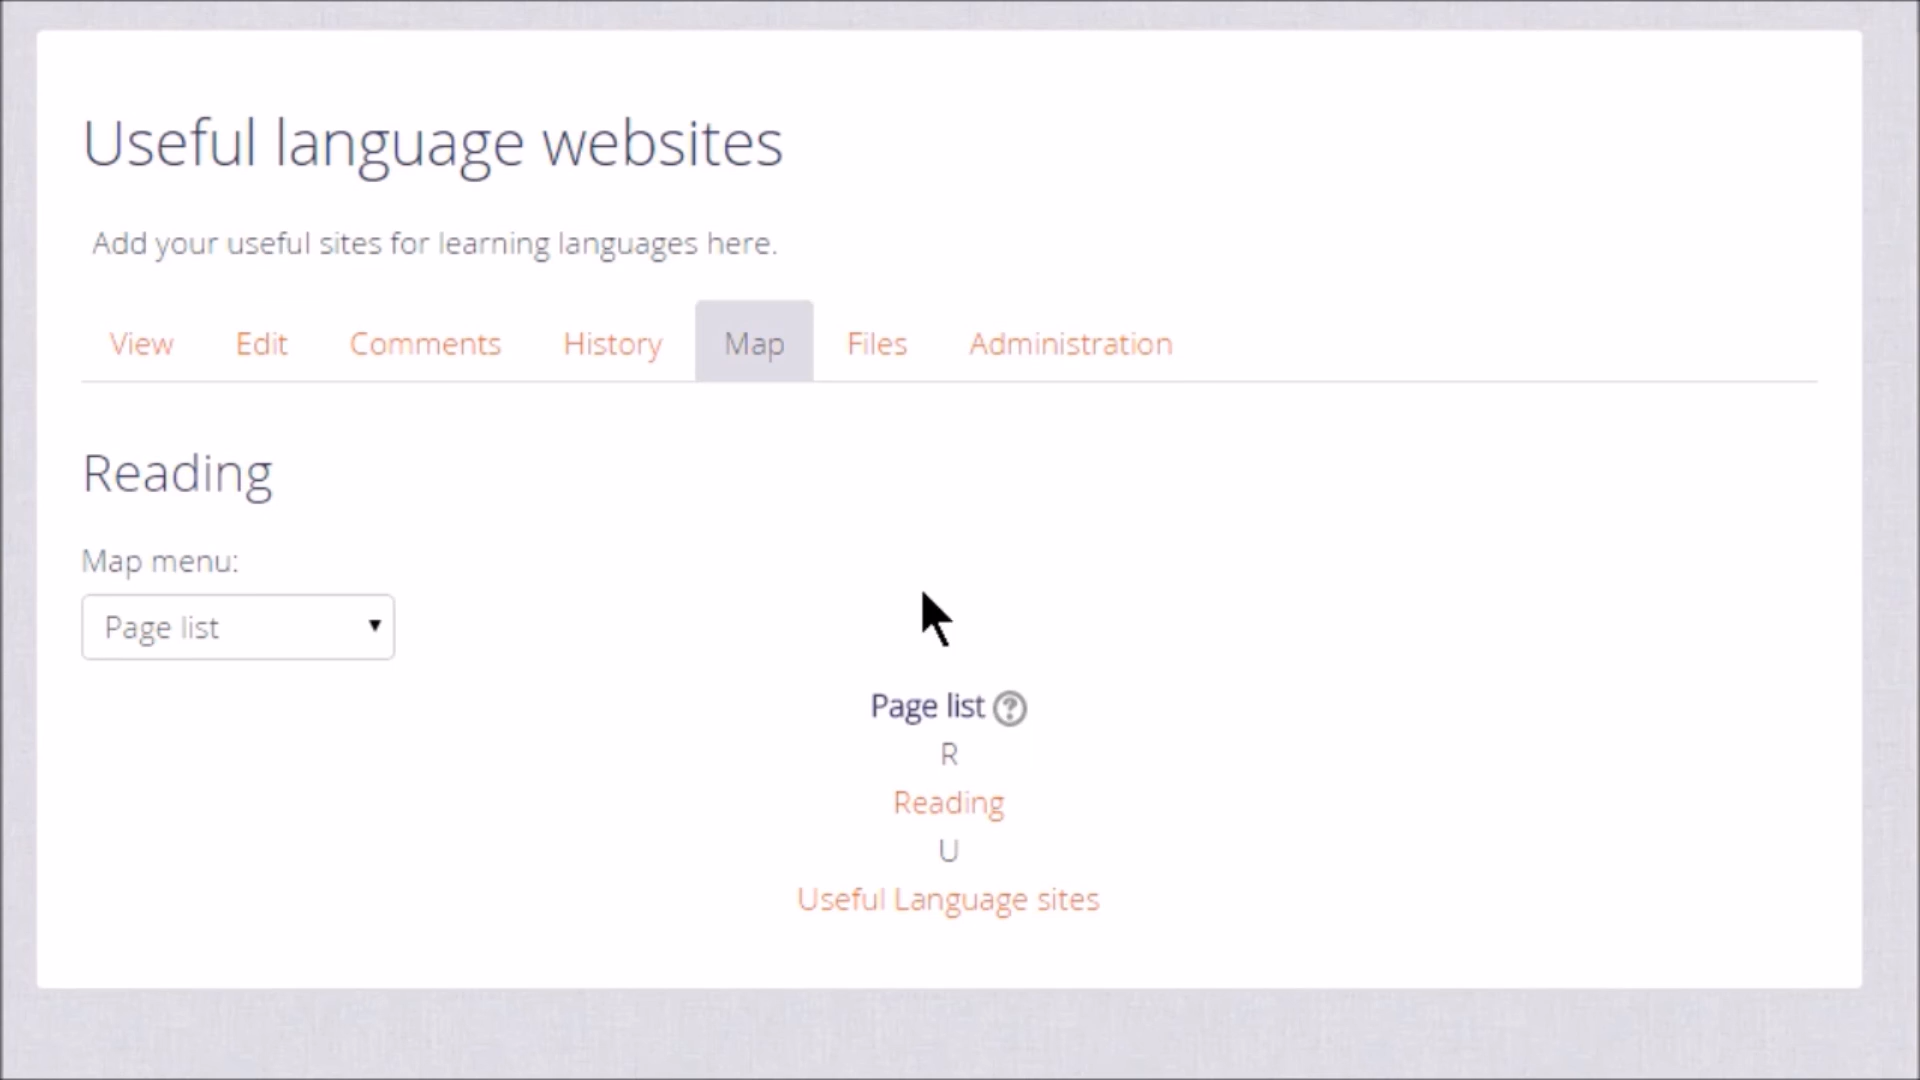 Useful language websites
Add your useful sites for learning languages here.
View Edit Comments History Map Files Administration
Reading
Map menu:
Page list
Page list
R
Reading
U
Useful Language sites